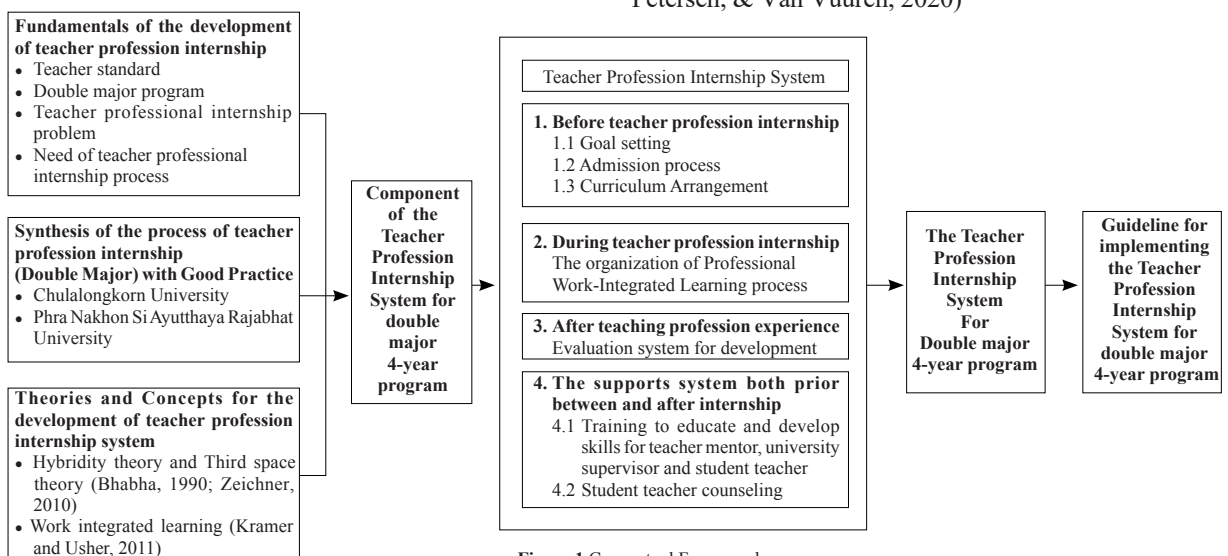 Petersen, & Van Vuuren, 2020)
Fundamentals of the development
of teacher profession internship
• Teacher standard
• Double major program
• Teacher professional internship
problem
• Need of teacher professional
internship process
Synthesis of the process of teacher
profession internship
(Double Major) with Good Practice
• Chulalongkorn University
• Phra Nakhon Si Ayutthaya Rajabhat
University
Theories and Concepts for the
development of teacher profession
internship system
• Hybridity theory and Third space
theory (Bhabha, 1990; Zeichner,
2010)
• Work integrated learning (Kramer
and Usher, 2011)
Component
of the
Teacher
Profession
Internship
System for
double
major
4-year
program
Teacher Profession Internship System
1. Before teacher profession internship
1.1 Goal setting
1.2 Admission process
1.3 Curriculum Arrangement
2. During teacher profession internship
The organization of Professional
Work-Integrated Learning process
3. After teaching profession experience
Evaluation system for development
4. The supports system both prior
between and after internship
4.1 Training to educate and develop
skills for teacher mentor, university
supervisor and student teacher
4.2 Student teacher counseling
The Teacher
Profession
Internship
System
For
Double major
4-year program
Guideline for
implementing
the Teacher
Profession
Internship
System for
double major
4-year program